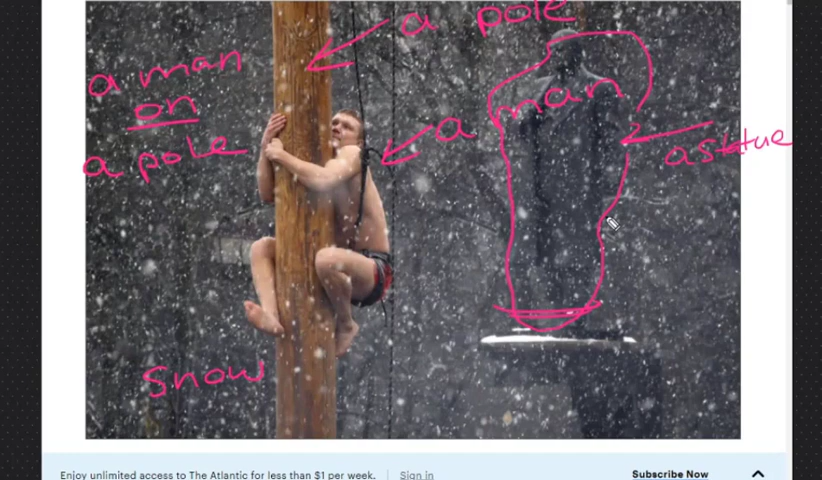 a pole
a man
on
a pole
a man
a statue
snow
Enjoy unlimited access to The Atlantic for less than $1 per week.
Sign in
Subscribe Now